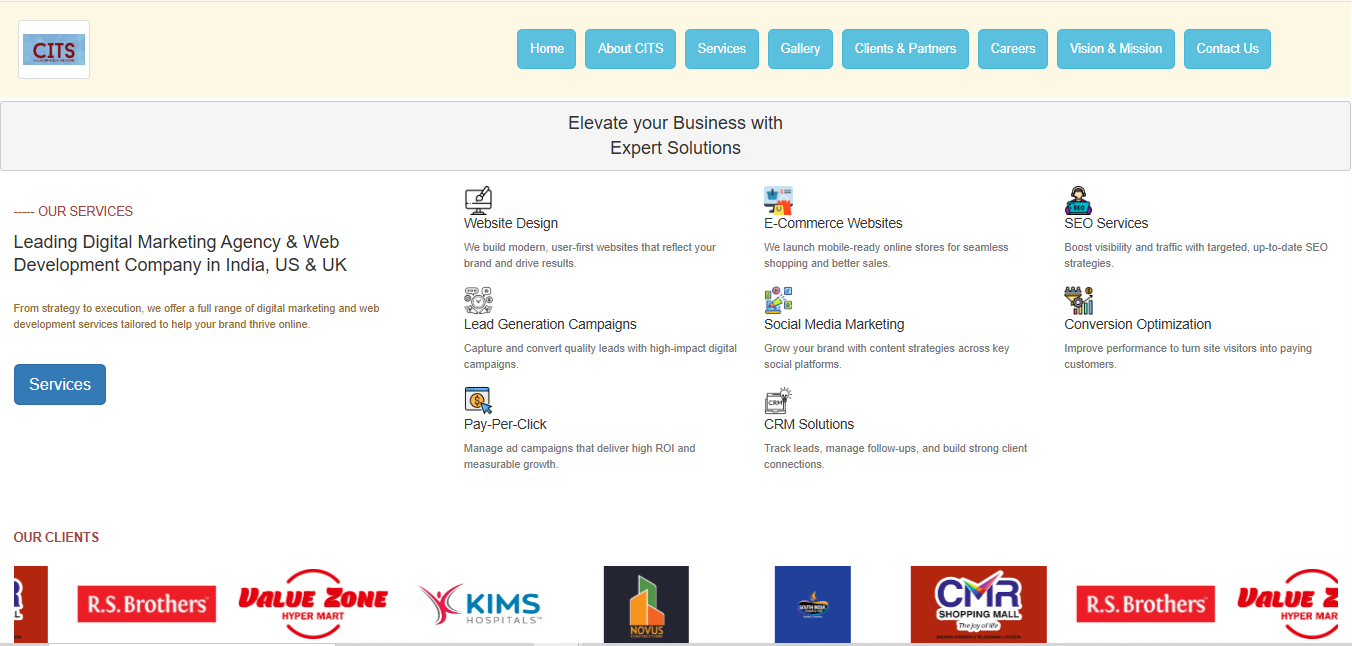 CITS
Home
About CITS
Services
Gallery
Clients & Partners
Careers
Vision & Mission
Contact Us
Elevate your Business with
Expert Solutions
----- OUR SERVICES
Leading Digital Marketing Agency & Web
Development Company in India, US & UK
From strategy to execution, we offer a full range of digital marketing and web
development services tailored to help your brand thrive online.
Services
Website Design
We build modern, user-first websites that reflect your
brand and drive results.
E-Commerce Websites
We launch mobile-ready online stores for seamless
shopping and better sales.
SEO
SEO Services
Boost visibility and traffic with targeted, up-to-date SEO
strategies.
Lead Generation Campaigns
Capture and convert quality leads with high-impact digital
campaigns.
Social Media Marketing
Grow your brand with content strategies across key
social platforms.
Conversion Optimization
Improve performance to turn site visitors into paying
customers.
Pay-Per-Click
Manage ad campaigns that deliver high ROI and
measurable growth.
CRM
CRM Solutions
Track leads, manage follow-ups, and build strong client
connections.
OUR CLIENTS
R.S.Brothers
VALUE ZONE
HYPER MART
KIMS
HOSPITALS
NOVUS
CONSTRUCTIONS
SOUTH INDIA
CMR
SHOPPING MALL
The joy of life
R.S.Brothers
VALUE Z
HYPER MAR